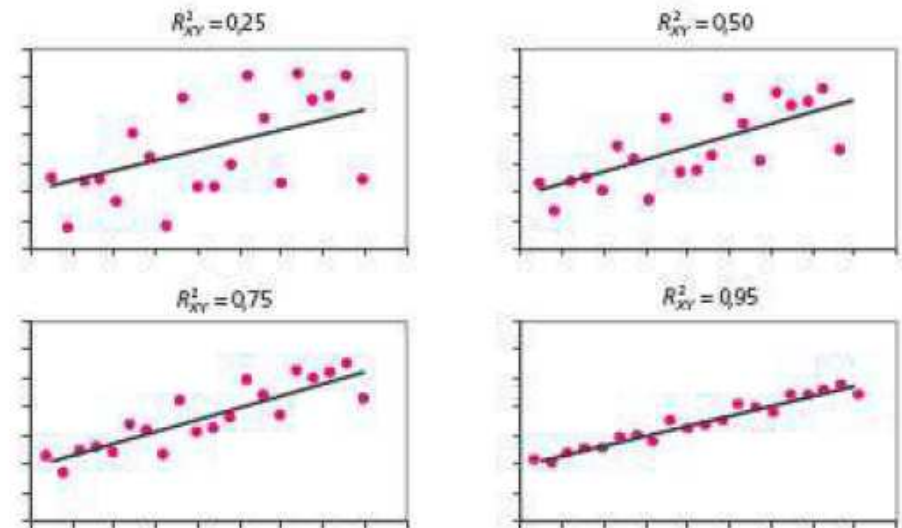 R²XY = 0,25
R²XY = 0,50
R²XY = 0,75
R²XY = 0,95